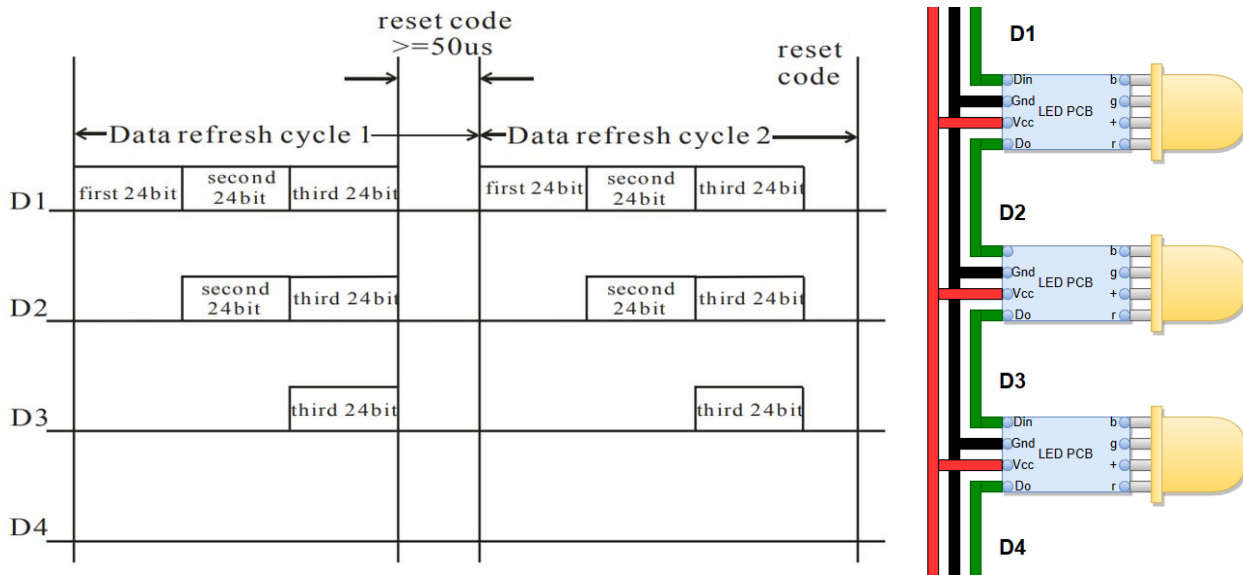 reset code
>=50us
reset
code
Data refresh cycle 1
Data refresh cycle 2
D1
first 24bit
second
24bit
third 24bit
first 24bit
second
24bit
third 24bit
D2
second
24bit
third 24bit
second
24bit
third 24bit
D3
third 24bit
third 24bit
D4
D1
Din
b
Gnd
g
LED PCB
Vcc
+
Do
r
D2
b
Gnd
g
LED PCB
Vcc
+
Do
r
D3
Din
b
Gnd
g
LED PCB
Vcc
+
Do
r
D4